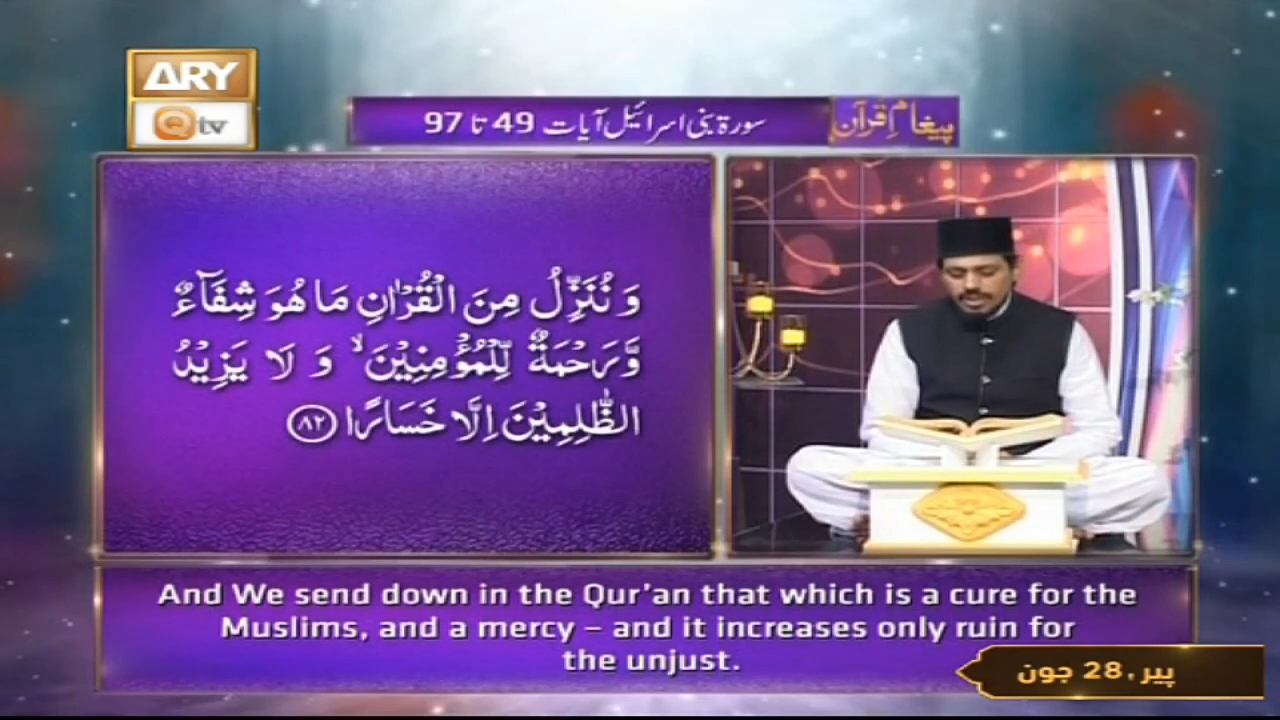 ARY
Qtv
پیغامِ قرآن
سورۃ بنی اسرائیل آیات 49 تا 97
وَ نُنَزِّلُ مِنَ الْقُرْاٰنِ مَا هُوَ شِفَآءٌ
وَّ رَحْمَةٌ لِّلْمُؤْمِنِیْنَ ۙ وَ لَا یَزِیْدُ
الظّٰلِمِیْنَ اِلَّا خَسَارًا ﴿۸۲﴾
And We send down in the Qur'an that which is a cure for the
Muslims, and a mercy – and it increases only ruin for
the unjust.
پیر, 28 جون